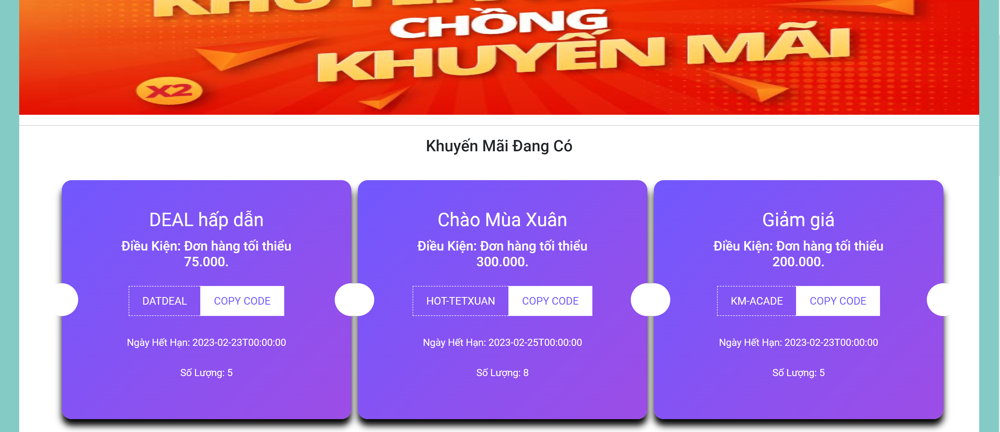 CHỒNG
KHUYẾN MÃI
X2
Khuyến Mãi Đang Có
DEAL hấp dẫn
Điều Kiện: Đơn hàng tối thiểu
75.000.
DATDEAL COPY CODE
Ngày Hết Hạn: 2023-02-23T00:00:00
Số Lượng: 5
Chào Mùa Xuân
Điều Kiện: Đơn hàng tối thiểu
300.000.
HOT-TETXUAN COPY CODE
Ngày Hết Hạn: 2023-02-25T00:00:00
Số Lượng: 8
Giảm giá
Điều Kiện: Đơn hàng tối thiểu
200.000.
KM-ACADE COPY CODE
Ngày Hết Hạn: 2023-02-23T00:00:00
Số Lượng: 5